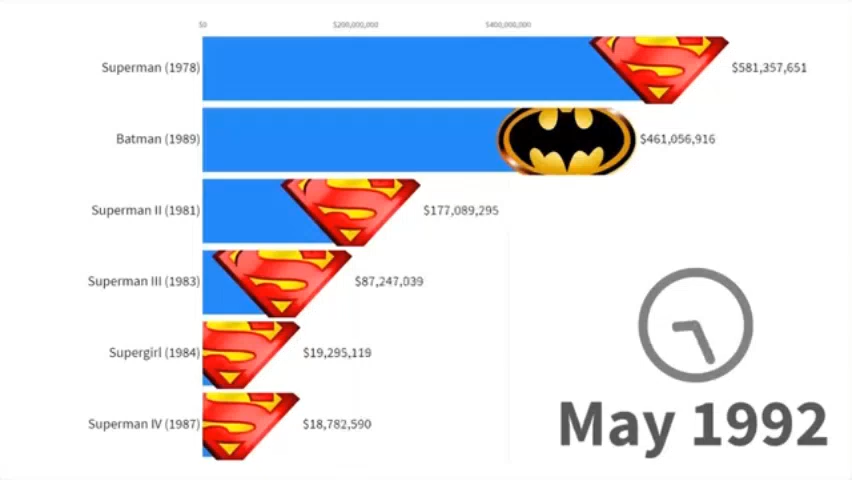 $0 $200,000,000 $400,000,000
Superman (1978) $581,357,651
Batman (1989) $461,056,916
Superman II (1981) $177,089,295
Superman III (1983) $87,247,039
Supergirl (1984) $19,295,119
Superman IV (1987) $18,782,590
May 1992